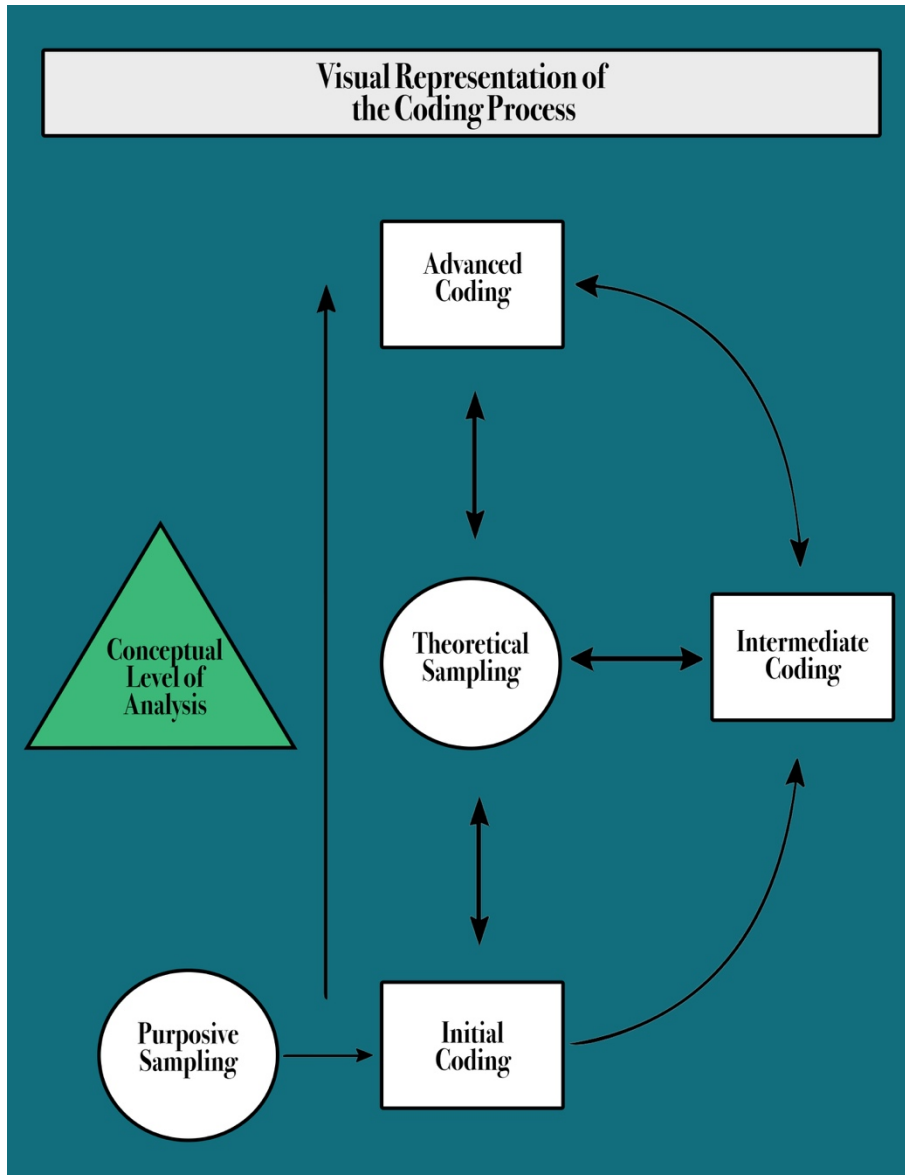 Visual Representation of
the Coding Process
Advanced
Coding
Conceptual
Level of
Analysis
Theoretical
Sampling
Intermediate
Coding
Purposive
Sampling
Initial
Coding